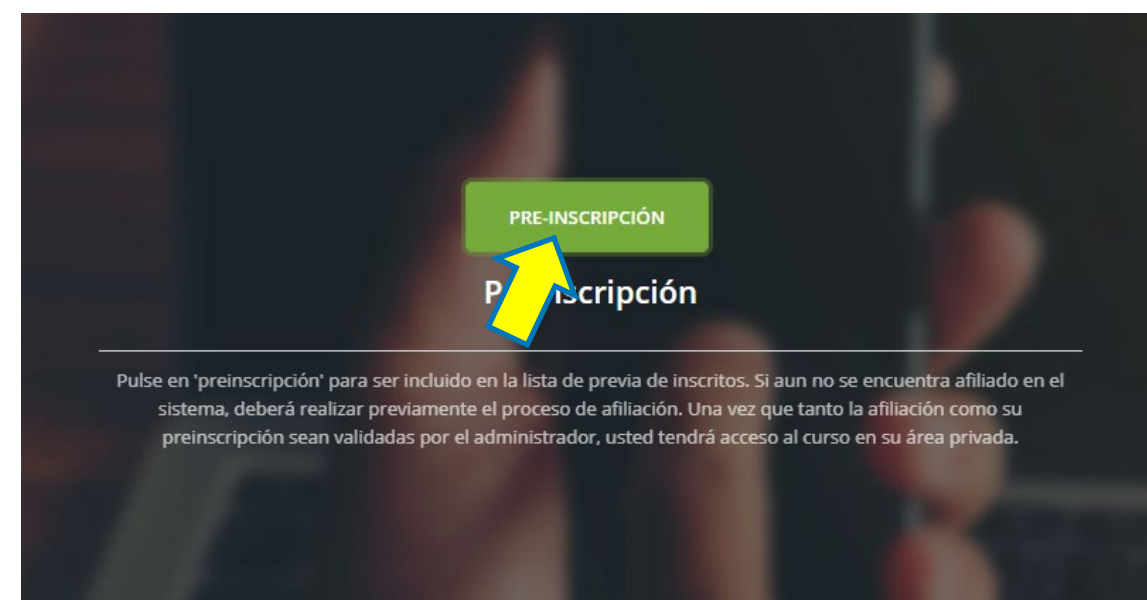 PRE-INSCRIPCIÓN
Pulse en 'preinscripción' para ser incluido en la lista de previa de inscritos. Si aun no se encuentra afiliado en el
sistema, deberá realizar previamente el proceso de afiliación. Una vez que tanto la afiliación como su
preinscripción sean validadas por el administrador, usted tendrá acceso al curso en su área privada.